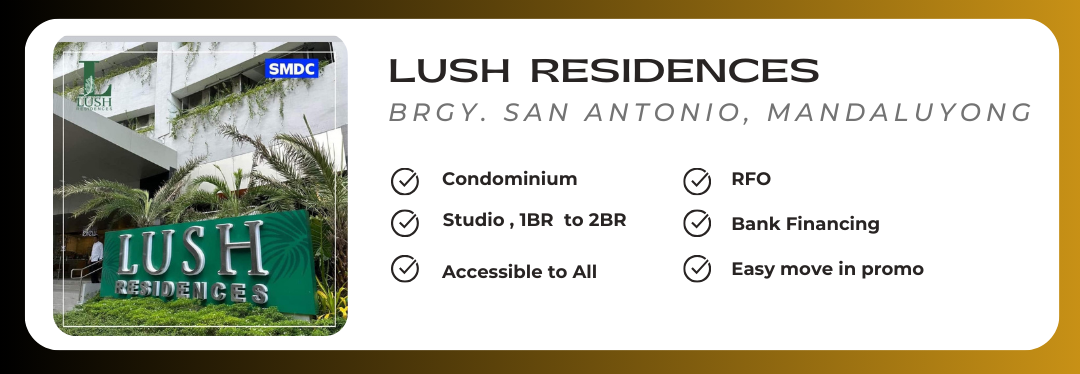 LUSH
RESIDENCES
SMDC
LUSH
RESIDENCES
LUSH RESIDENCES
BRGY. SAN ANTONIO, MANDALUYONG
Condominium
Studio , 1BR to 2BR
Accessible to All
RFO
Bank Financing
Easy move in promo